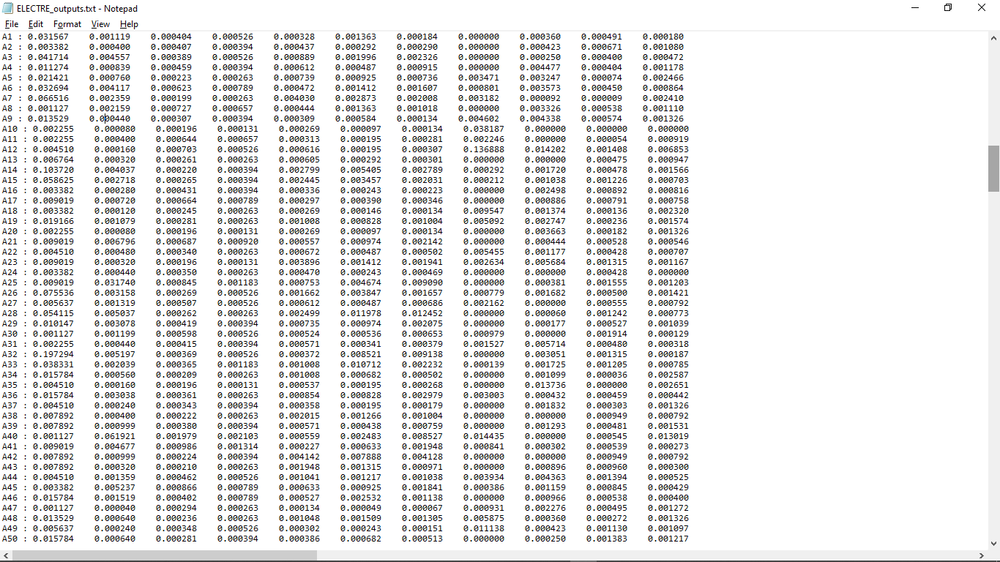 ELECTRE_outputs.txt - Notepad
File Edit Format View Help
A1 : 0.031567 0.001119 0.000404 0.000526 0.000328 0.001363 0.000184 0.000000 0.000360 0.000491 0.000180
A2 : 0.003382 0.000400 0.000407 0.000394 0.000437 0.000292 0.000290 0.000000 0.000423 0.000671 0.001080
A3 : 0.041714 0.004557 0.000389 0.000526 0.000889 0.001996 0.002326 0.000000 0.000250 0.000400 0.000472
A4 : 0.011274 0.000839 0.000459 0.000394 0.000612 0.000487 0.000915 0.000000 0.004477 0.000404 0.001178
A5 : 0.021421 0.000760 0.000223 0.000263 0.000739 0.000925 0.000736 0.003471 0.003247 0.000074 0.002466
A6 : 0.032694 0.004117 0.000623 0.000789 0.000472 0.001412 0.001607 0.000801 0.003573 0.000450 0.000864
A7 : 0.066516 0.002359 0.000199 0.000263 0.004030 0.002873 0.002008 0.003182 0.000092 0.000009 0.002410
A8 : 0.001127 0.002159 0.000727 0.000657 0.000444 0.001363 0.001018 0.000000 0.003326 0.000538 0.001110
A9 : 0.013529 0.000440 0.000307 0.000394 0.000309 0.000584 0.000134 0.004602 0.004338 0.000574 0.001326
A10 : 0.002255 0.000080 0.000196 0.000131 0.000269 0.000097 0.000134 0.038187 0.000000 0.000000 0.000000
A11 : 0.002255 0.000400 0.000644 0.000657 0.000313 0.000195 0.000281 0.002246 0.000000 0.000054 0.000919
A12 : 0.004510 0.000160 0.000703 0.000526 0.000616 0.000195 0.000307 0.136888 0.014202 0.001408 0.006853
A13 : 0.006764 0.000320 0.000261 0.000263 0.000605 0.000292 0.000301 0.000000 0.000000 0.000475 0.000947
A14 : 0.103720 0.004037 0.000220 0.000394 0.002799 0.005405 0.002789 0.000292 0.001720 0.000478 0.001566
A15 : 0.058625 0.002718 0.000265 0.000394 0.002445 0.003457 0.002031 0.000212 0.001038 0.001226 0.000703
A16 : 0.003382 0.000280 0.000431 0.000394 0.000336 0.000243 0.000223 0.000000 0.002498 0.000892 0.000816
A17 : 0.009019 0.000720 0.000664 0.000789 0.000297 0.000390 0.000346 0.000000 0.000886 0.000791 0.000758
A18 : 0.003382 0.000120 0.000245 0.000263 0.000269 0.000146 0.000134 0.009547 0.001374 0.000136 0.002320
A19 : 0.019166 0.001079 0.000281 0.000263 0.001008 0.000828 0.001004 0.005092 0.002747 0.000236 0.001574
A20 : 0.002255 0.000080 0.000196 0.000131 0.000269 0.000097 0.000134 0.000000 0.003663 0.000182 0.001326
A21 : 0.009019 0.006796 0.000687 0.000920 0.000557 0.000974 0.002142 0.000000 0.000444 0.000528 0.000546
A22 : 0.004510 0.000480 0.000340 0.000263 0.000672 0.000487 0.000502 0.005455 0.001177 0.000428 0.000707
A23 : 0.009019 0.000320 0.000196 0.000131 0.003896 0.001412 0.001941 0.002634 0.005684 0.001315 0.001167
A24 : 0.003382 0.000440 0.000350 0.000263 0.000470 0.000243 0.000469 0.000000 0.000000 0.000428 0.000000
A25 : 0.009019 0.031740 0.000845 0.001183 0.000753 0.004674 0.009090 0.000000 0.000381 0.001555 0.001203
A26 : 0.075536 0.003158 0.000269 0.000526 0.001662 0.003847 0.001657 0.000779 0.001682 0.000500 0.001421
A27 : 0.005637 0.001319 0.000507 0.000526 0.000612 0.000487 0.000686 0.002162 0.000000 0.000555 0.000792
A28 : 0.054115 0.005037 0.000262 0.000263 0.002499 0.011978 0.012452 0.000000 0.000060 0.001242 0.000773
A29 : 0.010147 0.003078 0.000419 0.000394 0.000735 0.000974 0.002075 0.000000 0.000177 0.000527 0.001039
A30 : 0.001127 0.001199 0.000598 0.000526 0.000524 0.000536 0.000653 0.000979 0.000000 0.001914 0.000129
A31 : 0.002255 0.000440 0.000415 0.000394 0.000571 0.000341 0.000379 0.001527 0.005714 0.000480 0.000318
A32 : 0.197294 0.005197 0.000369 0.000526 0.000372 0.008521 0.009138 0.000000 0.003051 0.001315 0.000187
A33 : 0.038331 0.002039 0.000365 0.001183 0.001008 0.010712 0.002232 0.000139 0.001725 0.001205 0.000785
A34 : 0.015784 0.000560 0.000209 0.000263 0.001008 0.000682 0.000502 0.000000 0.001099 0.000036 0.002587
A35 : 0.004510 0.000160 0.000196 0.000131 0.000537 0.000195 0.000268 0.000000 0.013736 0.000000 0.002651
A36 : 0.015784 0.003038 0.000361 0.000263 0.000854 0.000828 0.002979 0.003003 0.000432 0.000459 0.000442
A37 : 0.004510 0.000240 0.000343 0.000394 0.000358 0.000195 0.000179 0.000000 0.001832 0.000303 0.001326
A38 : 0.007892 0.000400 0.000222 0.000263 0.002015 0.001266 0.001004 0.000000 0.000000 0.000949 0.000792
A39 : 0.007892 0.000999 0.000380 0.000394 0.000571 0.000438 0.000759 0.000000 0.001293 0.000481 0.001531
A40 : 0.001127 0.061921 0.001979 0.002103 0.000559 0.002483 0.008527 0.014435 0.000000 0.000545 0.013019
A41 : 0.009019 0.004677 0.000986 0.001314 0.000227 0.000633 0.001948 0.000841 0.000302 0.000539 0.000273
A42 : 0.007892 0.000999 0.000224 0.000394 0.004142 0.007888 0.004128 0.000000 0.000000 0.000949 0.000792
A43 : 0.007892 0.000320 0.000210 0.000263 0.001948 0.001315 0.000971 0.000000 0.000896 0.000960 0.000300
A44 : 0.004510 0.001359 0.000462 0.000526 0.001041 0.001217 0.001038 0.003934 0.004363 0.001394 0.000525
A45 : 0.003382 0.005237 0.000866 0.000789 0.000633 0.000925 0.001841 0.000386 0.001159 0.000845 0.000429
A46 : 0.015784 0.001519 0.000402 0.000789 0.000527 0.002532 0.001138 0.000000 0.000966 0.000538 0.000400
A47 : 0.001127 0.000040 0.000294 0.000263 0.000134 0.000049 0.000067 0.000931 0.002276 0.000495 0.001272
A48 : 0.013529 0.000640 0.000236 0.000263 0.001048 0.001509 0.001305 0.005875 0.000360 0.000272 0.001326
A49 : 0.005637 0.000240 0.000348 0.000526 0.000302 0.000243 0.000151 0.011138 0.000423 0.001130 0.001097
A50 : 0.015784 0.000640 0.000281 0.000394 0.000386 0.000682 0.000513 0.000000 0.000250 0.001383 0.001217